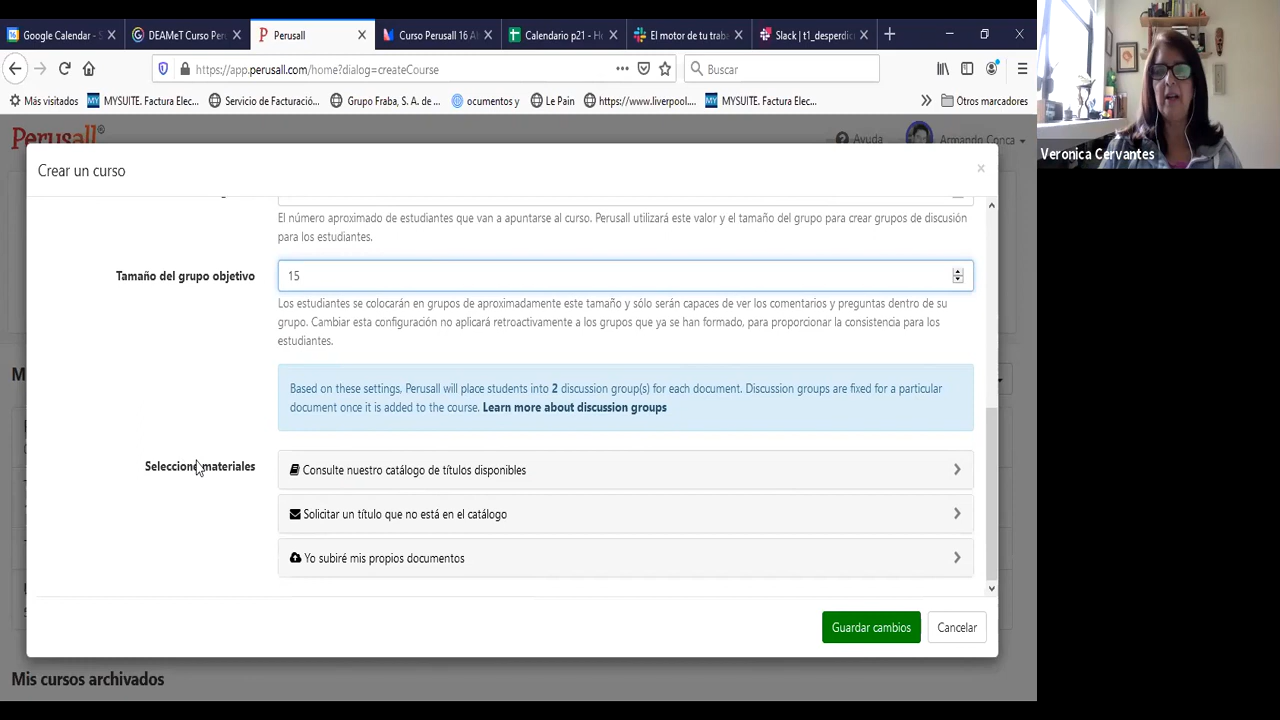 Google Calendar - S
DEAMeT Curso Per
Perusall
Curso Perusall 16 A
Calendario p21 - H
El motor de tu traba
Slack | t1_desperdic
https://app.perusall.com/home?dialog=createCourse
Buscar
Más visitados
MYSUITE. Factura Elec...
Servicio de Facturació...
Grupo Fraba, S. A. de ...
ocumentos y
Le Pain
https://www.liverpool....
MYSUITE. Factura Elec...
Otros marcadores
Perusall®
Ayuda
Armando Conca
Veronica Cervantes
Crear un curso
El número aproximado de estudiantes que van a apuntarse al curso. Perusall utilizará este valor y el tamaño del grupo para crear grupos de discusión
para los estudiantes.
Tamaño del grupo objetivo
15
Los estudiantes se colocarán en grupos de aproximadamente este tamaño y sólo serán capaces de ver los comentarios y preguntas dentro de su
grupo. Cambiar esta configuración no aplicará retroactivamente a los grupos que ya se han formado, para proporcionar la consistencia para los
estudiantes.
M
Based on these settings, Perusall will place students into 2 discussion group(s) for each document. Discussion groups are fixed for a particular
document once it is added to the course. Learn more about discussion groups
Seleccione materiales
Consulte nuestro catálogo de títulos disponibles
Solicitar un título que no está en el catálogo
Yo subiré mis propios documentos
Guardar cambios
Cancelar
Mis cursos archivados